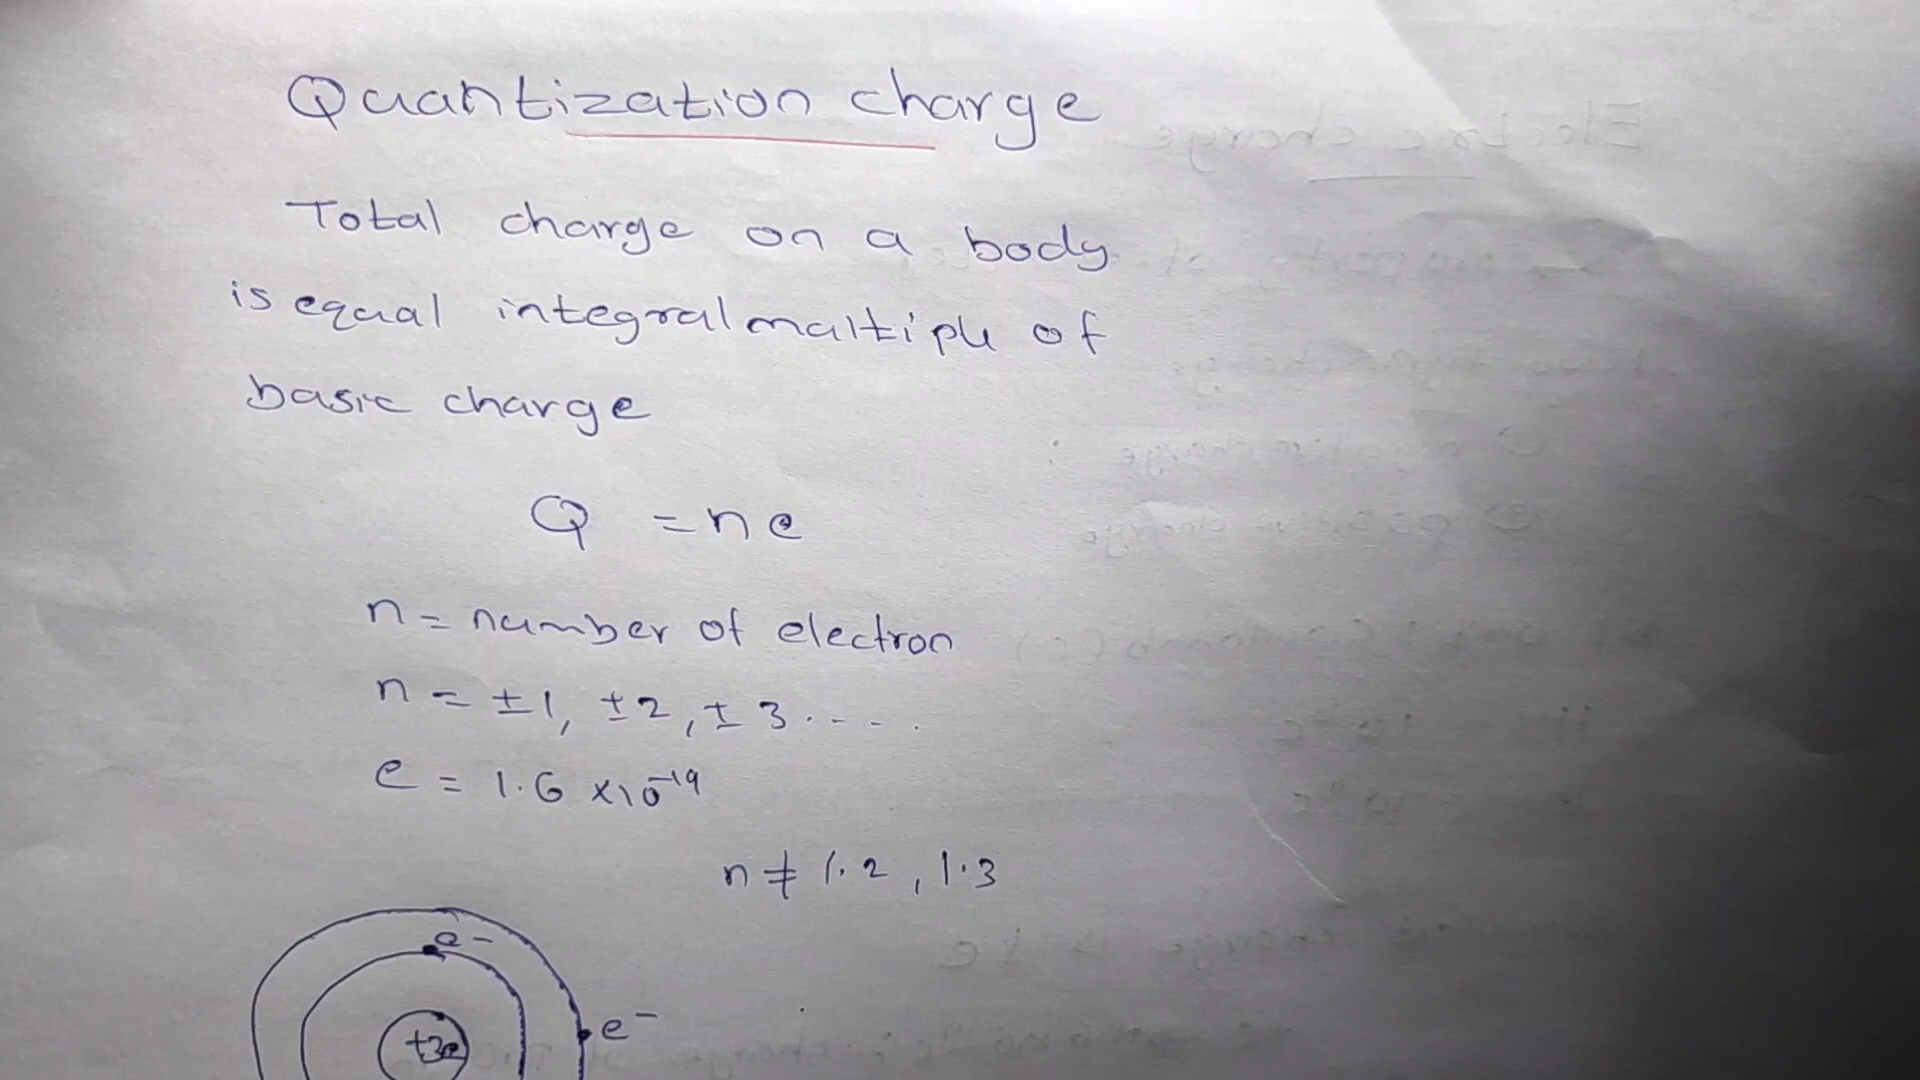 Quantization charge
Total charge on a body
is equal integral multiple of
basic charge
Q = ne
n = number of electron
n = ±1, ±2, ±3 ....
e = 1.6 × 10⁻¹⁹
n ≠ 1.2, 1.3
e-
e-
+3e